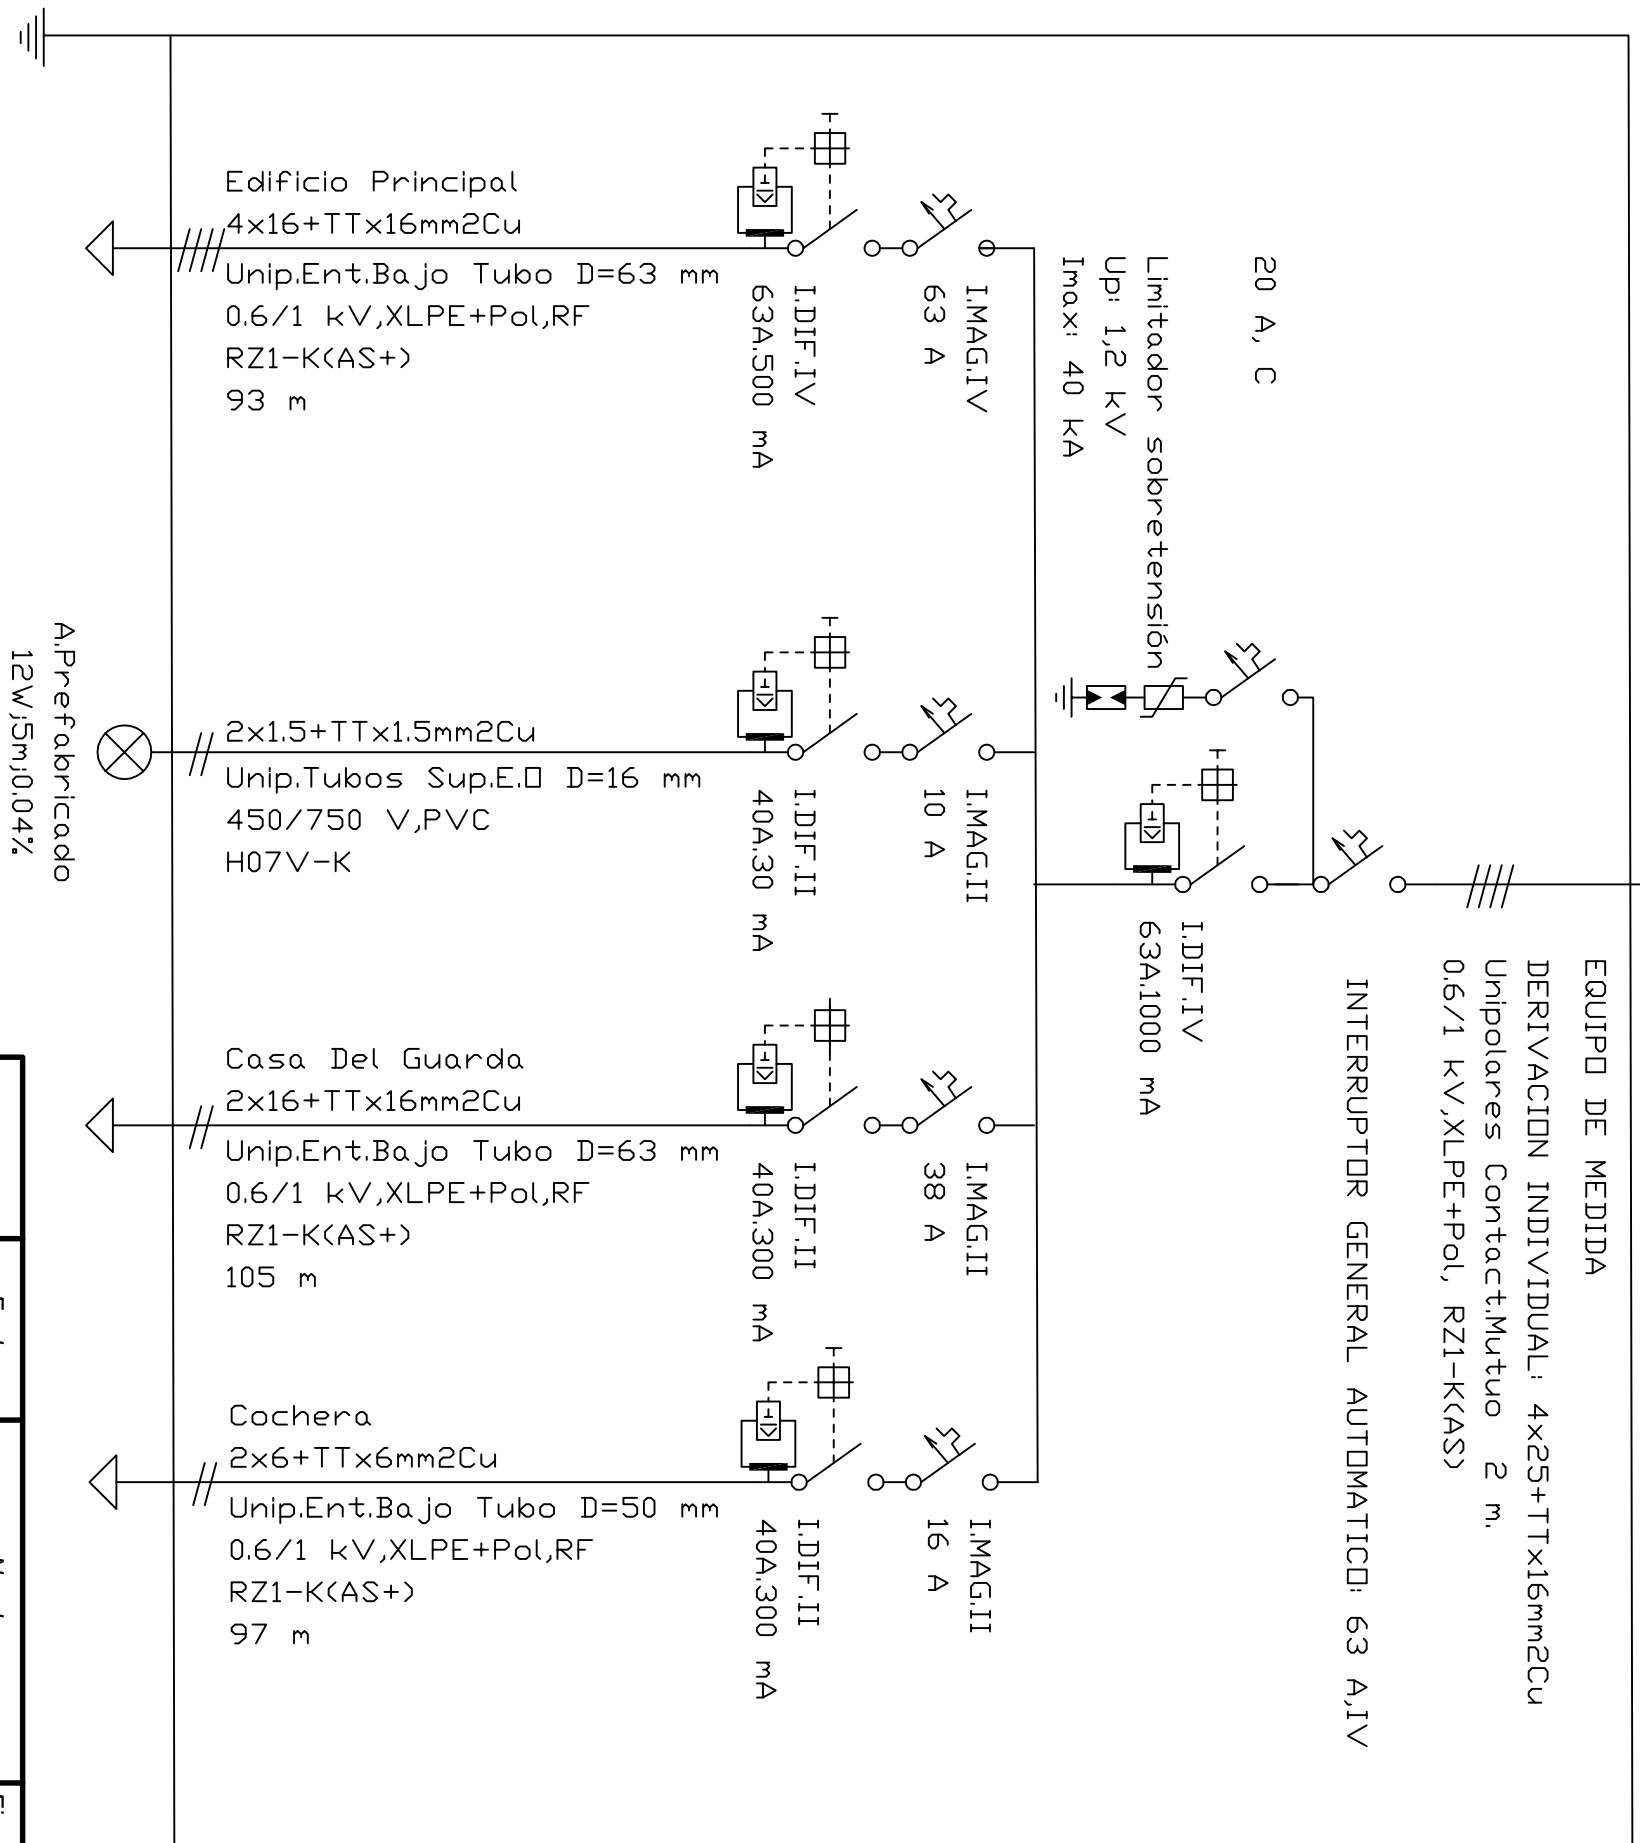 EQUIPO DE MEDIDA
DERIVACION INDIVIDUAL: 4x25+TTx16mm2Cu
Unipolares Contact.Mutuo 2 m.
0.6/1 kV,XLPE+Pol, RZ1-K(AS)
INTERRUPTOR GENERAL AUTOMATICO: 63 A,IV
20 A, C
Limitador sobretensión
Up: 1,2 kV
Imax: 40 kA
I.DIF.IV
63A.1000 mA
I.MAG.IV
63 A
I.DIF.IV
63A.500 mA
Edificio Principal
4x16+TTx16mm2Cu
Unip.Ent.Bajo Tubo D=63 mm
0.6/1 kV,XLPE+Pol,RF
RZ1-K(AS+)
93 m
I.MAG.II
10 A
I.DIF.II
40A.30 mA
2x1.5+TTx1.5mm2Cu
Unip.Tubos Sup.E.O D=16 mm
450/750 V,PVC
H07V-K
A.Prefabricado
12W;5m;0.04%
I.MAG.II
38 A
I.DIF.II
40A.300 mA
Casa Del Guarda
2x16+TTx16mm2Cu
Unip.Ent.Bajo Tubo D=63 mm
0.6/1 kV,XLPE+Pol,RF
RZ1-K(AS+)
105 m
I.MAG.II
16 A
I.DIF.II
40A.300 mA
Cochera
2x6+TTx6mm2Cu
Unip.Ent.Bajo Tubo D=50 mm
0.6/1 kV,XLPE+Pol,RF
RZ1-K(AS+)
97 m